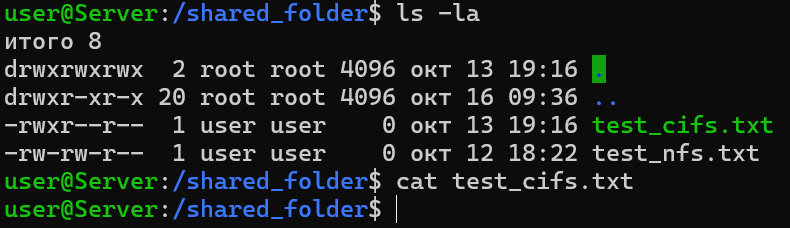 user@Server:/shared_folder$ ls -la
итого 8
drwxrwxrwx  2 root root 4096 окт 13 19:16 .
drwxr-xr-x 20 root root 4096 окт 16 09:36 ..
-rwxr--r--  1 user user    0 окт 13 19:16 test_cifs.txt
-rw-rw-r--  1 user user    0 окт 12 18:22 test_nfs.txt
user@Server:/shared_folder$ cat test_cifs.txt
user@Server:/shared_folder$